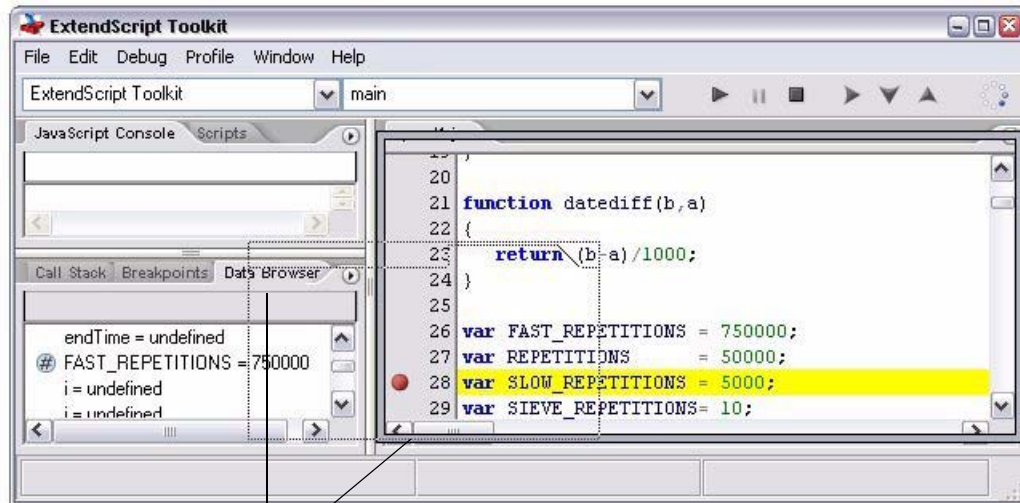 ExtendScript Toolkit
File Edit Debug Profile Window Help
ExtendScript Toolkit main
JavaScript Console Scripts
Call Stack Breakpoints Data Browser
endTime = undefined
# FAST_REPETITIONS = 750000
i = undefined
i = undefined
19 }
20
21 function datediff(b,a)
22 {
23 return (b-a)/1000;
24 }
25
26 var FAST_REPETITIONS = 750000;
27 var REPETITIONS = 50000;
28 var SLOW_REPETITIONS = 5000;
29 var SIEVE_REPETITIONS= 10;